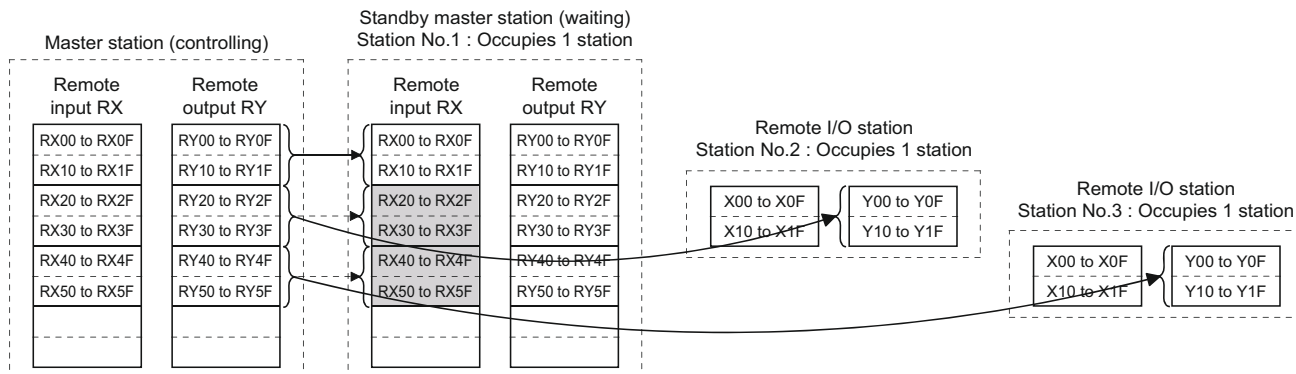 Master station (controlling)
Remote
input RX
Remote
output RY
RX00 to RX0F
RX10 to RX1F
RX20 to RX2F
RX30 to RX3F
RX40 to RX4F
RX50 to RX5F
RY00 to RY0F
RY10 to RY1F
RY20 to RY2F
RY30 to RY3F
RY40 to RY4F
RY50 to RY5F
Standby master station (waiting)
Station No.1 : Occupies 1 station
Remote
input RX
Remote
output RY
RX00 to RX0F
RX10 to RX1F
RX20 to RX2F
RX30 to RX3F
RX40 to RX4F
RX50 to RX5F
RY00 to RY0F
RY10 to RY1F
RY20 to RY2F
RY30 to RY3F
RY40 to RY4F
RY50 to RY5F
Remote I/O station
Station No.2 : Occupies 1 station
X00 to X0F
X10 to X1F
Y00 to Y0F
Y10 to Y1F
Remote I/O station
Station No.3 : Occupies 1 station
X00 to X0F
X10 to X1F
Y00 to Y0F
Y10 to Y1F